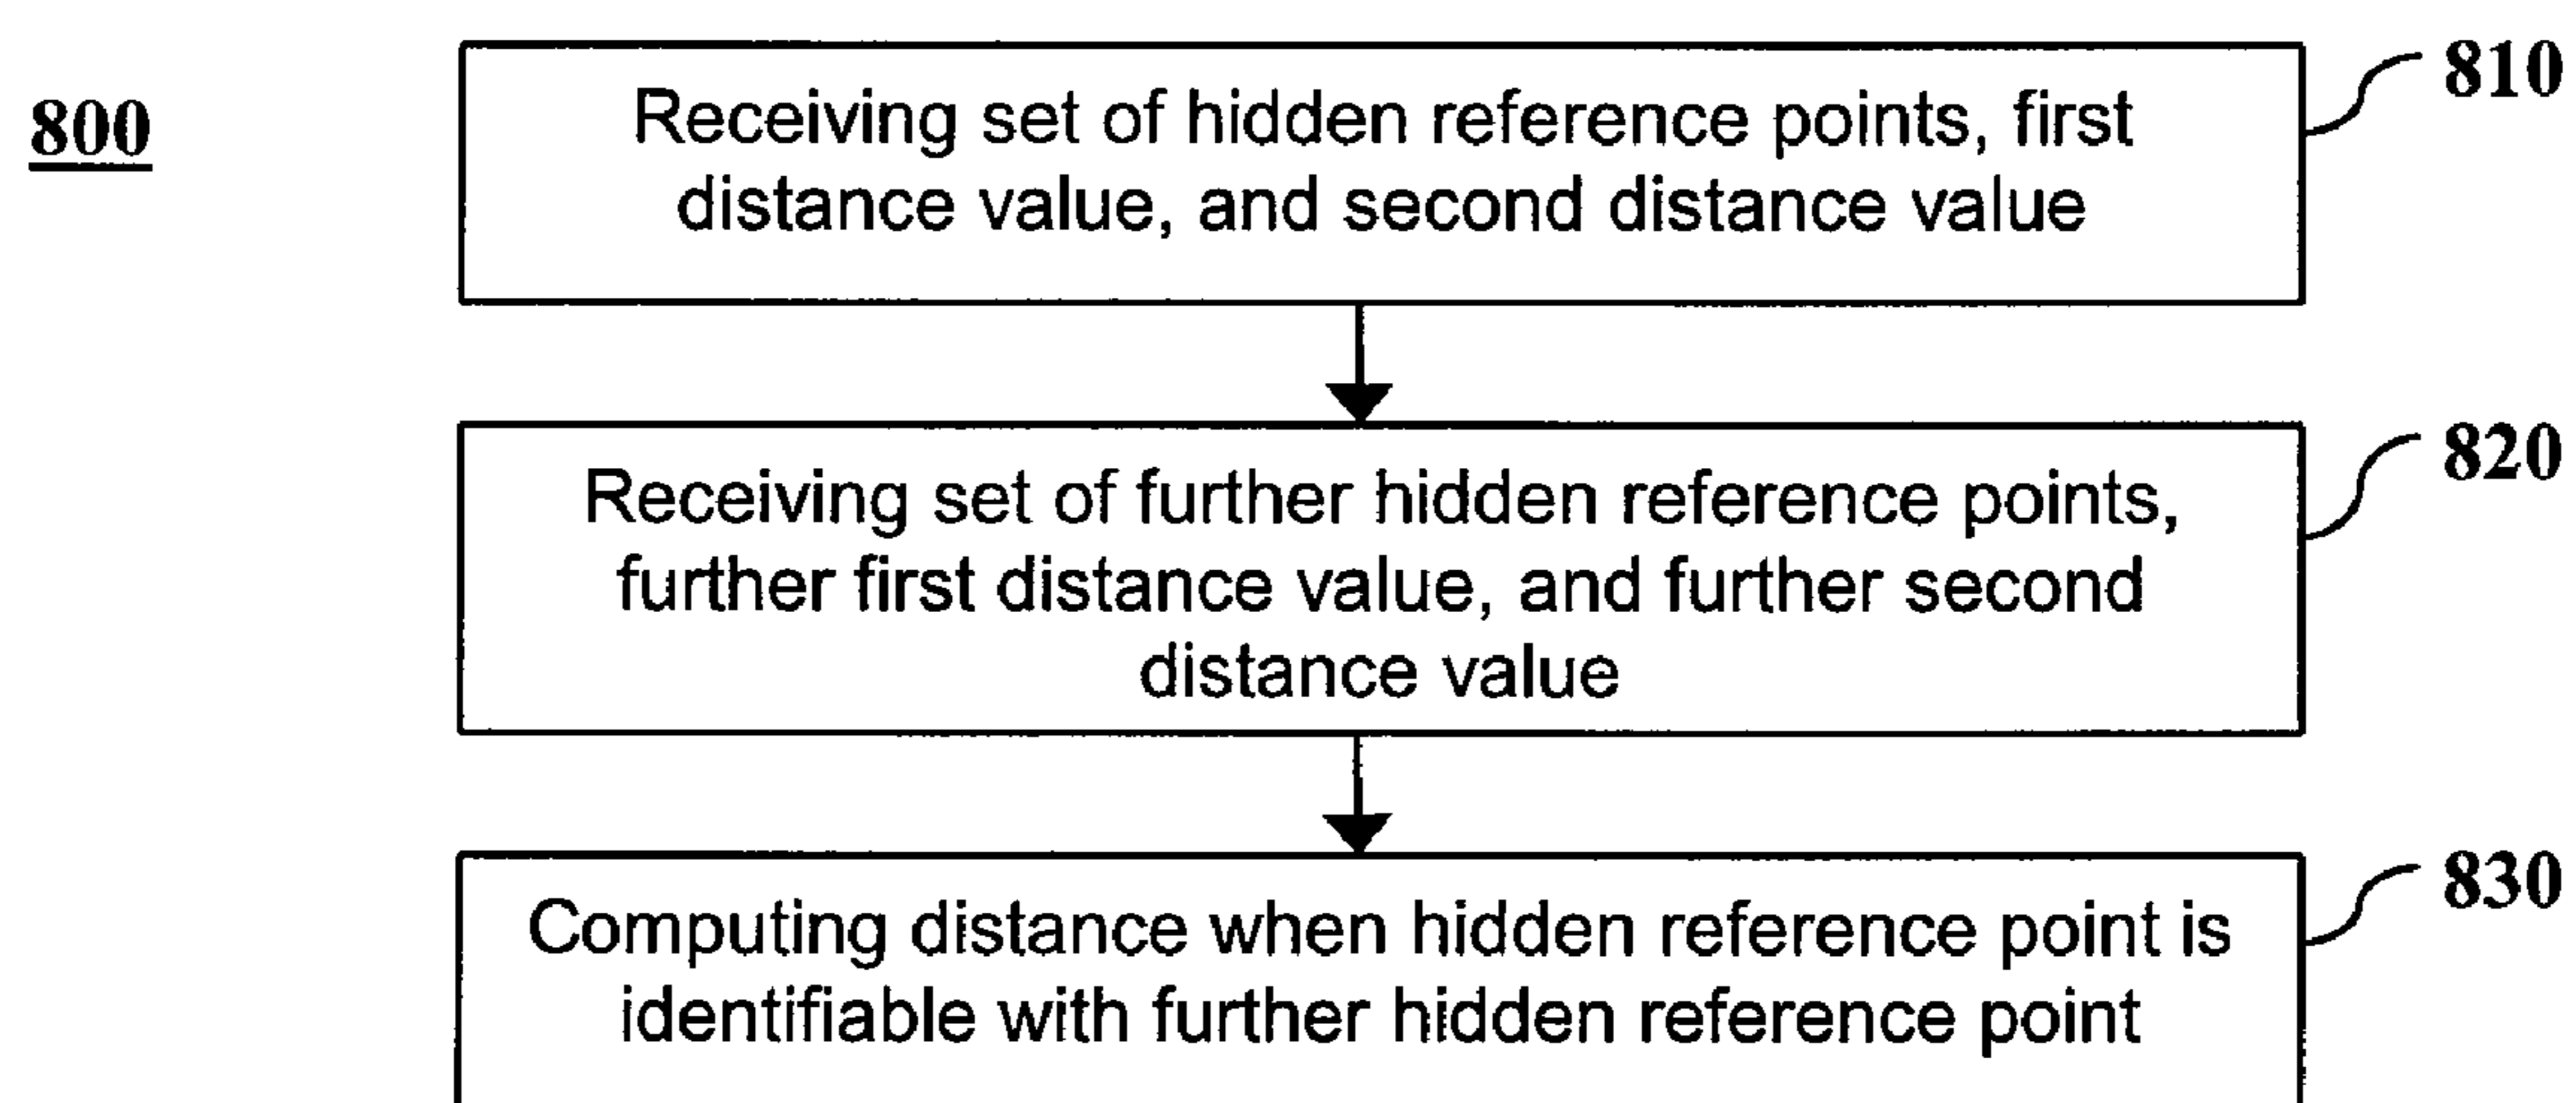 800
Receiving set of hidden reference points, first
distance value, and second distance value
810
Receiving set of further hidden reference points,
further first distance value, and further second
distance value
820
Computing distance when hidden reference point is
identifiable with further hidden reference point
830